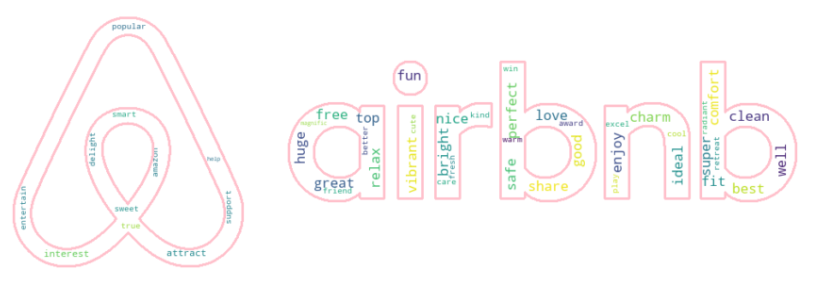 popular
smart
delight
amazon
help
entertain
support
sweet
true
interest
attract
airbnb
free
top
magnific
huge
better
relax
great
friend
fun
cute
vibrant
nice
kind
bright
fresh
care
win
perfect
love
award
warm
good
safe
share
excel
charm
cool
enjoy
ideal
play
comfort
radiant
clean
super
retreat
well
fit
best